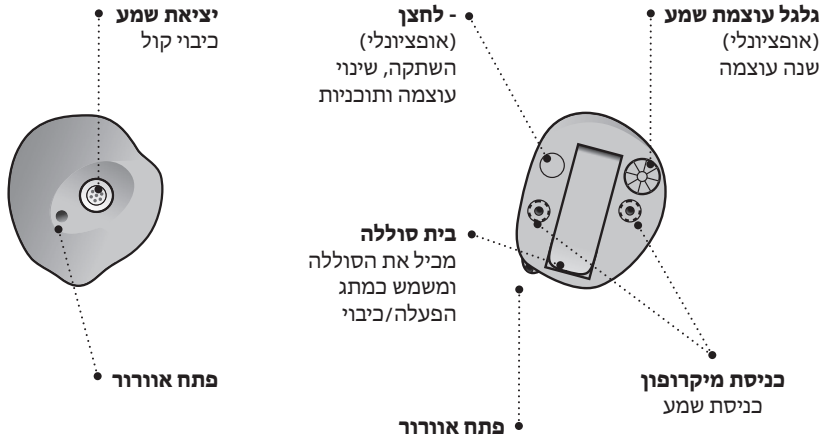 גלגל עוצמת שמע
(אופציונלי)
שנה עוצמה
- לחצן
(אופציונלי)
השתקה, שינוי
עוצמה ותוכניות
יציאת שמע
כיבוי קול
בית סוללה
מכיל את הסוללה
ומשמש כמתג
הפעלה/כיבוי
כניסת מיקרופון
כניסת שמע
פתח אוורור
פתח אוורור